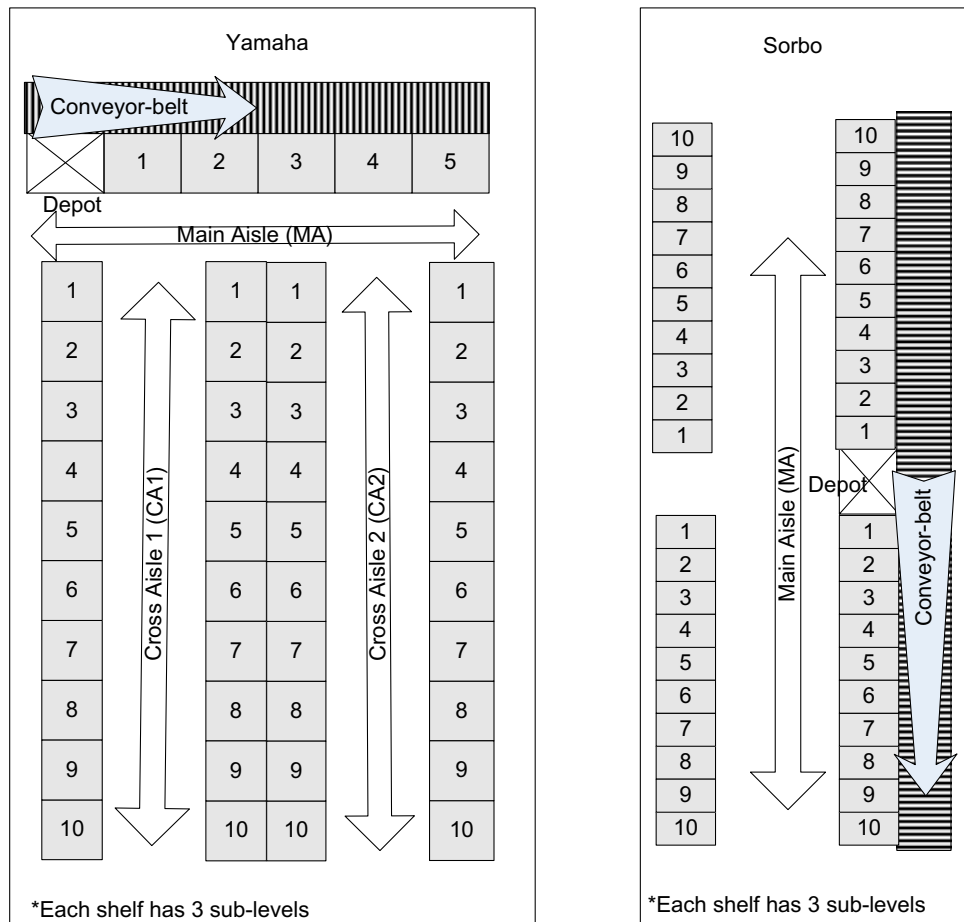 Yamaha
Conveyor-belt
1 2 3 4 5
Depot
Main Aisle (MA)
1 1 1 1
2 2 2 2
3 3 3 3
4 4 4 4
5 5 5 5
6 6 6 6
7 7 7 7
8 8 8 8
9 9 9 9
10 10 10 10
Cross Aisle 1 (CA1)
Cross Aisle 2 (CA2)
*Each shelf has 3 sub-levels
Sorbo
10 10
9 9
8 8
7 7
6 6
5 5
4 4
3 3
2 2
1 1
Depot
Main Aisle (MA)
Conveyor-belt
1 1
2 2
3 3
4 4
5 5
6 6
7 7
8 8
9 9
10 10
*Each shelf has 3 sub-levels